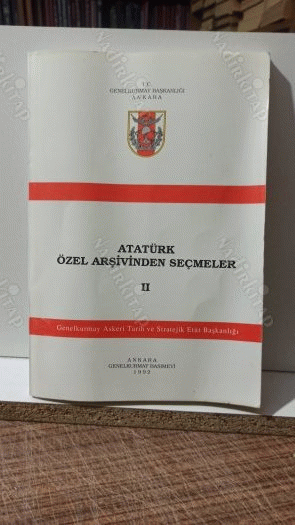 T.C.
GENELKURMAY BAŞKANLIĞI
ANKARA
ATATÜRK
ÖZEL ARŞİVİNDEN SEÇMELER
II
Genelkurmay Askeri Tarih ve Stratejik Etüt Başkanlığı
ANKARA
GENELKURMAY BASIMEVİ
1992